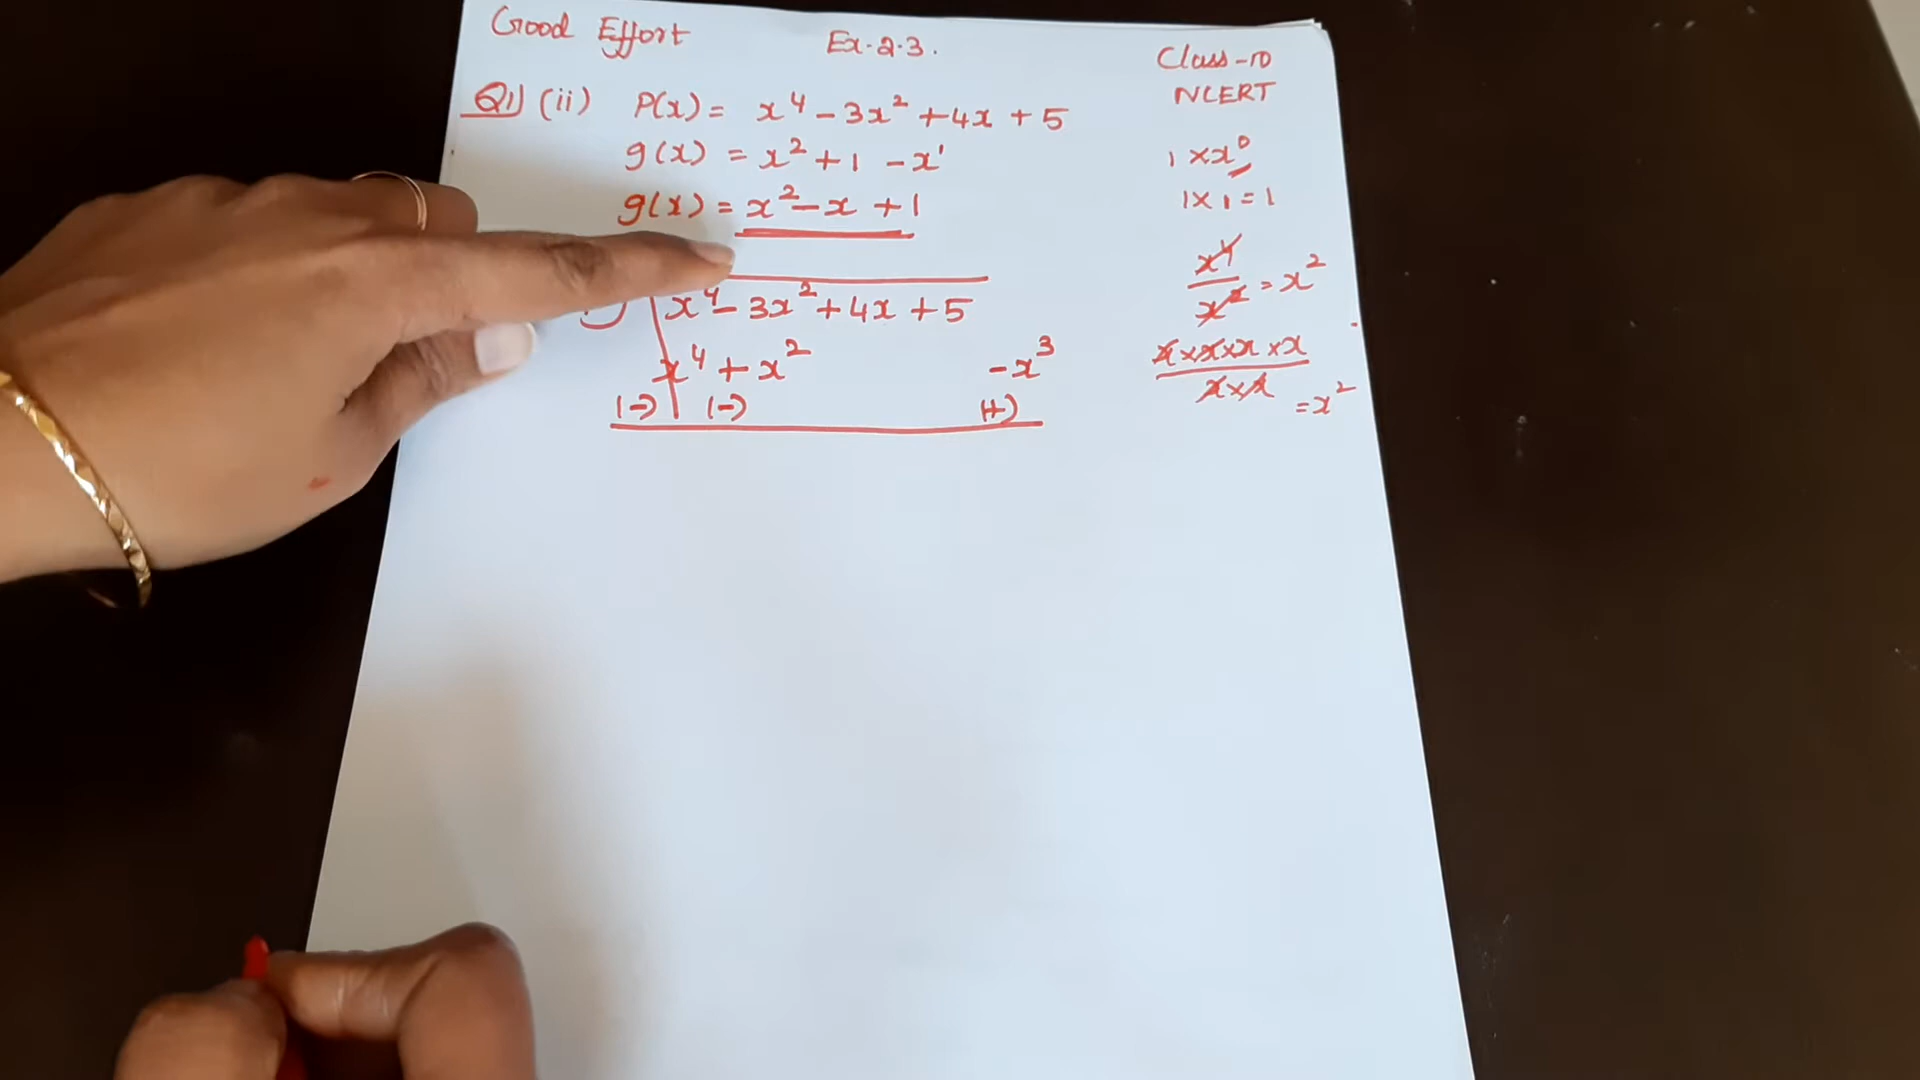 Good Effort Ex.2.3. Class-10
NCERT
Q1) (ii) P(x) = x⁴ - 3x² + 4x + 5
g(x) = x² + 1 - x¹
g(x) = x² - x + 1
x⁴ - 3x² + 4x + 5
x⁴ + x² - x³
(-) (-) (+)
1 × x⁰
1 × 1 = 1
x⁴/x² = x²
x × x × x × x / x × x = x²